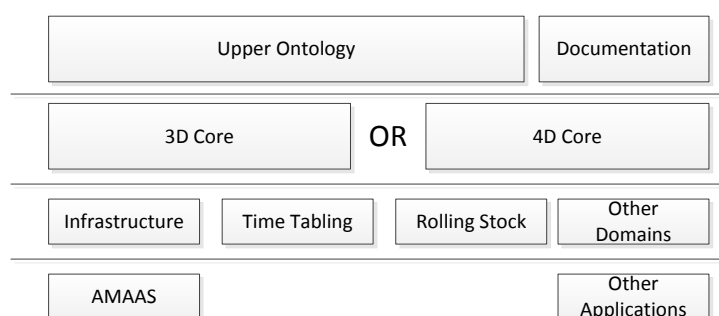 Upper Ontology
Documentation
3D Core
OR
4D Core
Infrastructure
Time Tabling
Rolling Stock
Other
Domains
AMAAS
Other
Applications